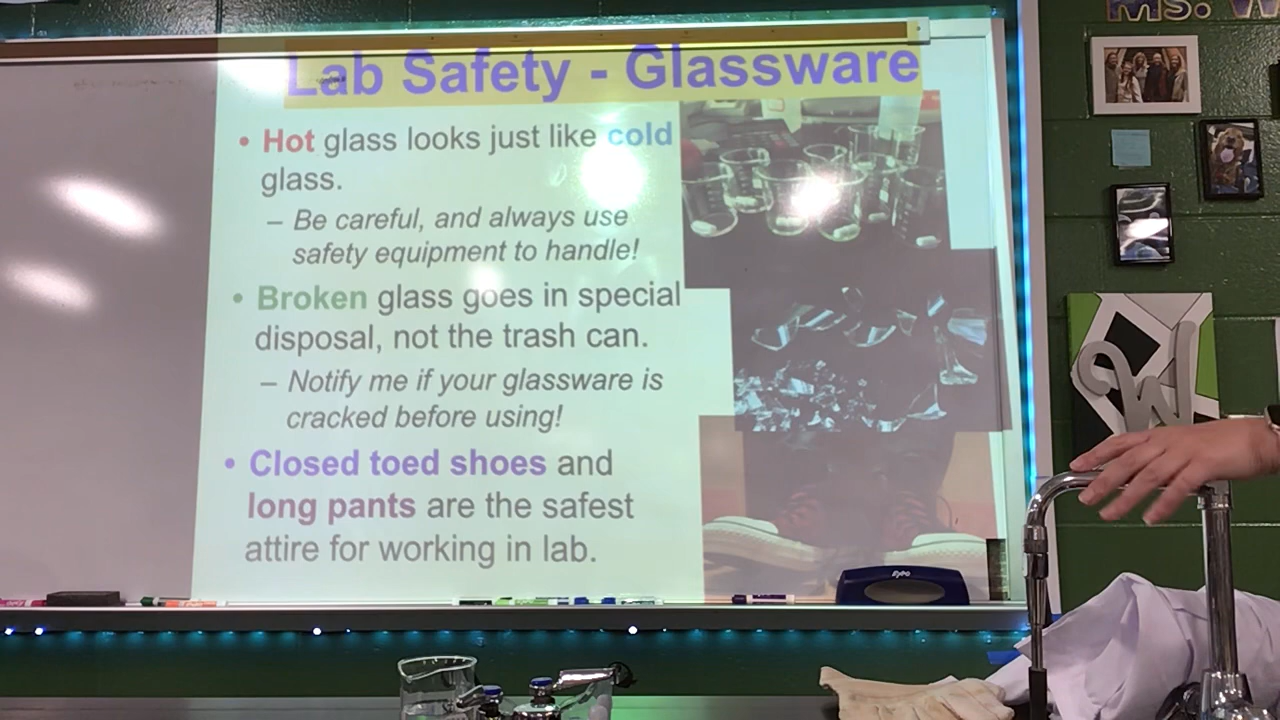 Ms. W
Lab Safety - Glassware
• Hot glass looks just like cold
glass.
– Be careful, and always use
safety equipment to handle!
• Broken glass goes in special
disposal, not the trash can.
– Notify me if your glassware is
cracked before using!
• Closed toed shoes and
long pants are the safest
attire for working in lab.
W
EXPO